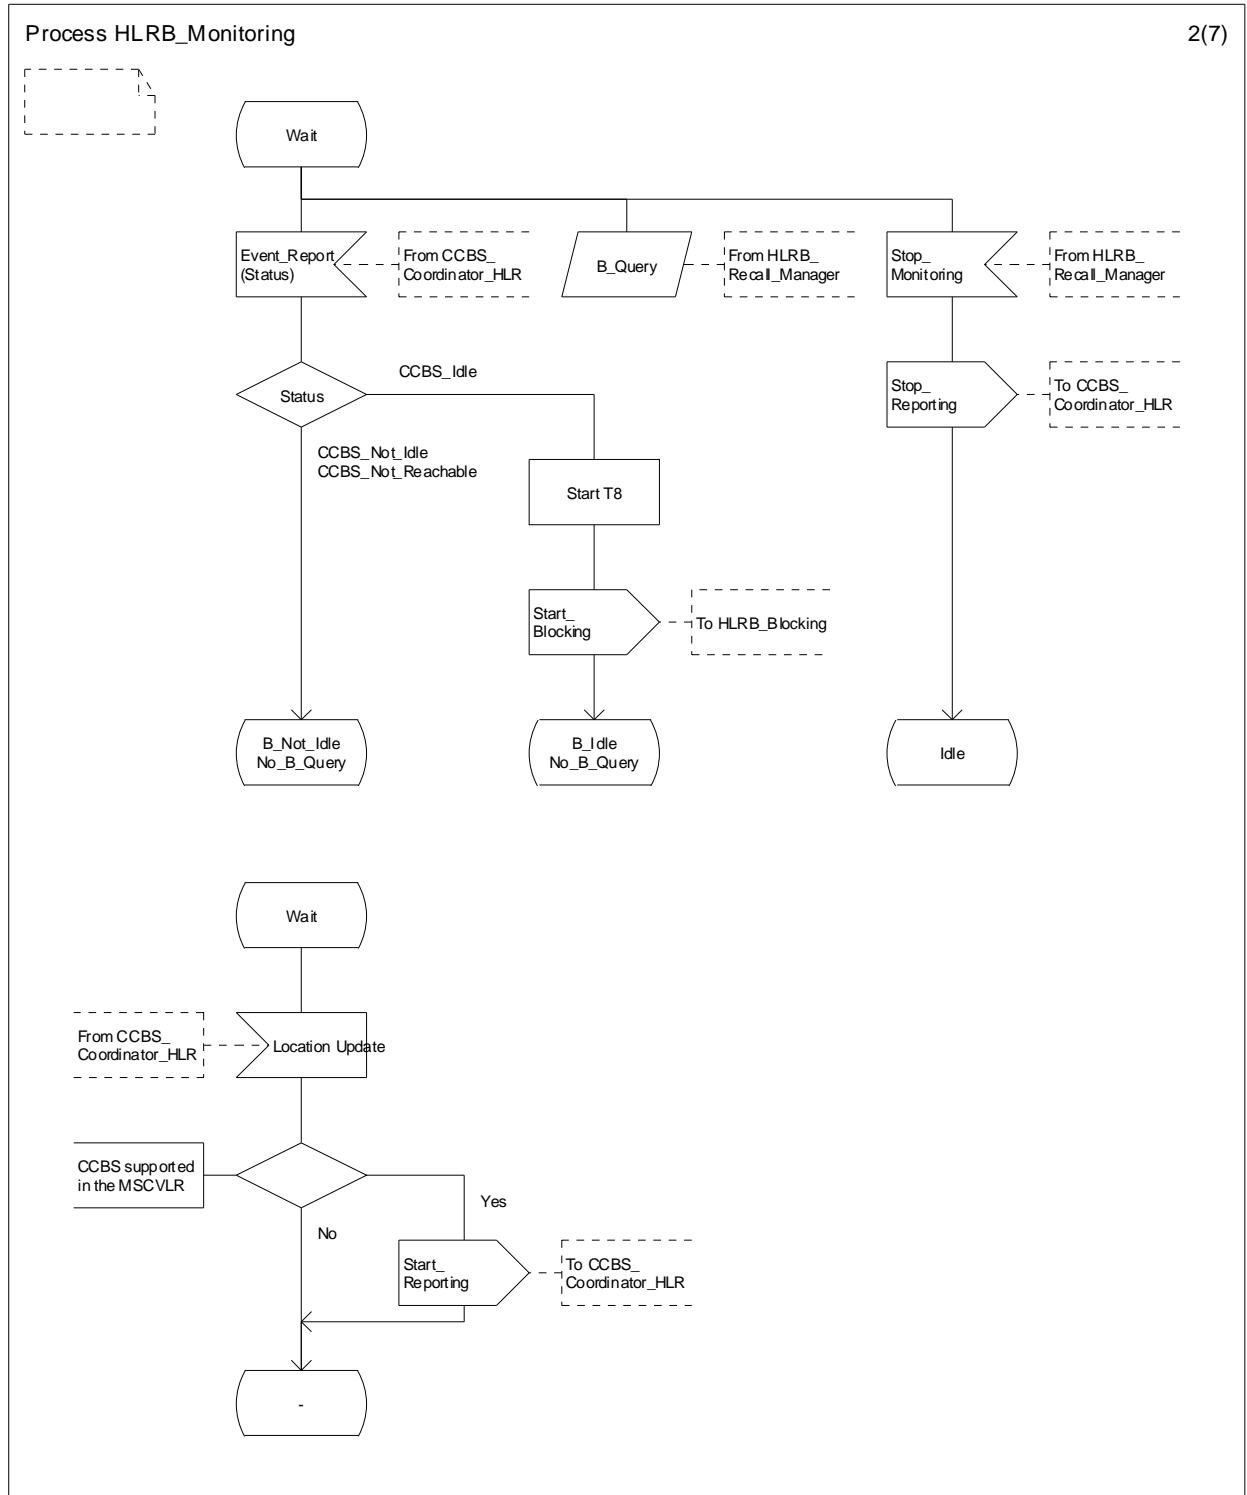 Process HLRB_Monitoring
2(7)
Wait
Event_Report
(Status)
From CCBS_
Coordinator_HLR
B_Query
From HLRB_
Recall_Manager
Stop_
Monitoring
From HLRB_
Recall_Manager
Status
CCBS_Idle
Stop_
Reporting
To CCBS_
Coordinator_HLR
CCBS_Not_Idle
CCBS_Not_Reachable
Start T8
Start_
Blocking
To HLRB_Blocking
B_Not_Idle
No_B_Query
B_Idle
No_B_Query
Idle
Wait
From CCBS_
Coordinator_HLR
Location Update
CCBS supported
in the MSCVLR
Yes
No
Start_
Reporting
To CCBS_
Coordinator_HLR
-